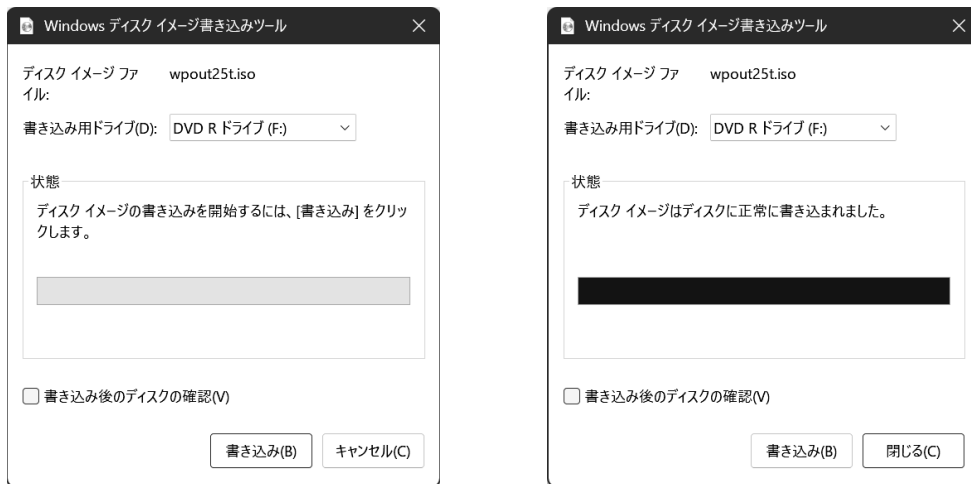 Windows ディスク イメージ書き込みツール
ディスク イメージ ファ
イル:
wpout25t.iso
書き込み用ドライブ(D):
DVD R ドライブ (F:)
状態
ディスク イメージの書き込みを開始するには、[書き込み] をクリッ
クします。
書き込み後のディスクの確認(V)
書き込み(B)
キャンセル(C)
Windows ディスク イメージ書き込みツール
ディスク イメージ ファ
イル:
wpout25t.iso
書き込み用ドライブ(D):
DVD R ドライブ (F:)
状態
ディスク イメージはディスクに正常に書き込まれました。
書き込み後のディスクの確認(V)
書き込み(B)
閉じる(C)